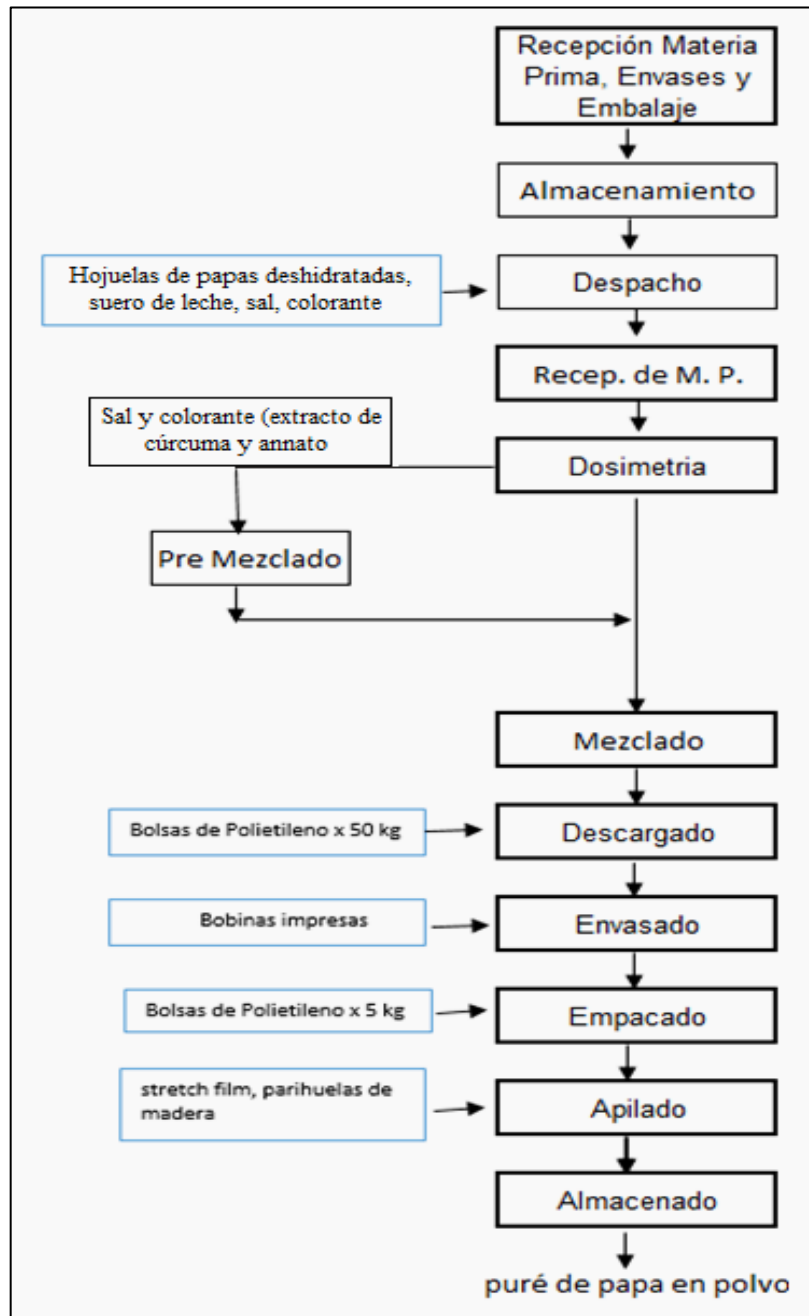 Recepción Materia
Prima, Envases y
Embalaje
Almacenamiento
Hojuelas de papas deshidratadas,
suero de leche, sal, colorante
Despacho
Recep. de M. P.
Sal y colorante (extracto de
cúrcuma y annato
Dosimetria
Pre Mezclado
Mezclado
Bolsas de Polietileno x 50 kg
Descargado
Bobinas impresas
Envasado
Bolsas de Polietileno x 5 kg
Empacado
stretch film, parihuelas de
madera
Apilado
Almacenado
puré de papa en polvo